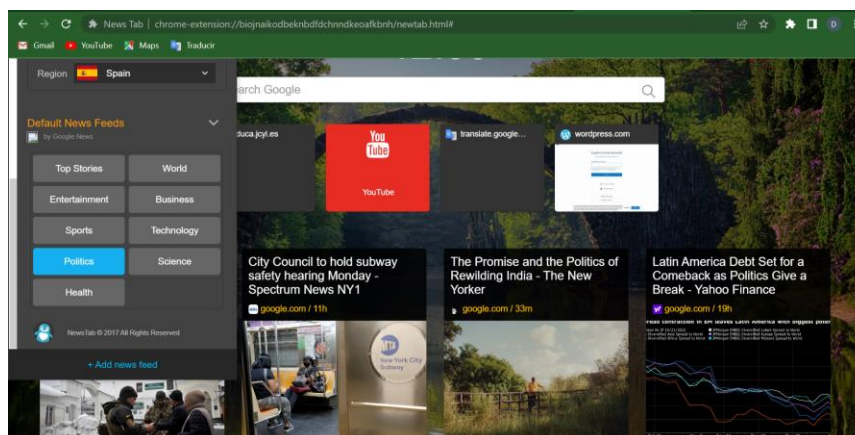 News Tab | chrome-extension://biojnaikodbeknbdfdchnndkeoafkbnh/newtab.html#
D
Gmail YouTube Maps Traducir
Region Spain
arch Google
Default News Feeds
by Google News
duca.jcyl.es
You
Tube
YouTube
translate.google...
wordpress.com
Top Stories World
Entertainment Business
Sports Technology
Politics Science
Health
NewsTab © 2017 All Rights Reserved
+ Add news feed
City Council to hold subway
safety hearing Monday -
Spectrum News NY1
google.com / 11h
The Promise and the Politics of
Rewilding India - The New
Yorker
google.com / 33m
Latin America Debt Set for a
Comeback as Politics Give a
Break - Yahoo Finance
google.com / 19h
New York City
Subway